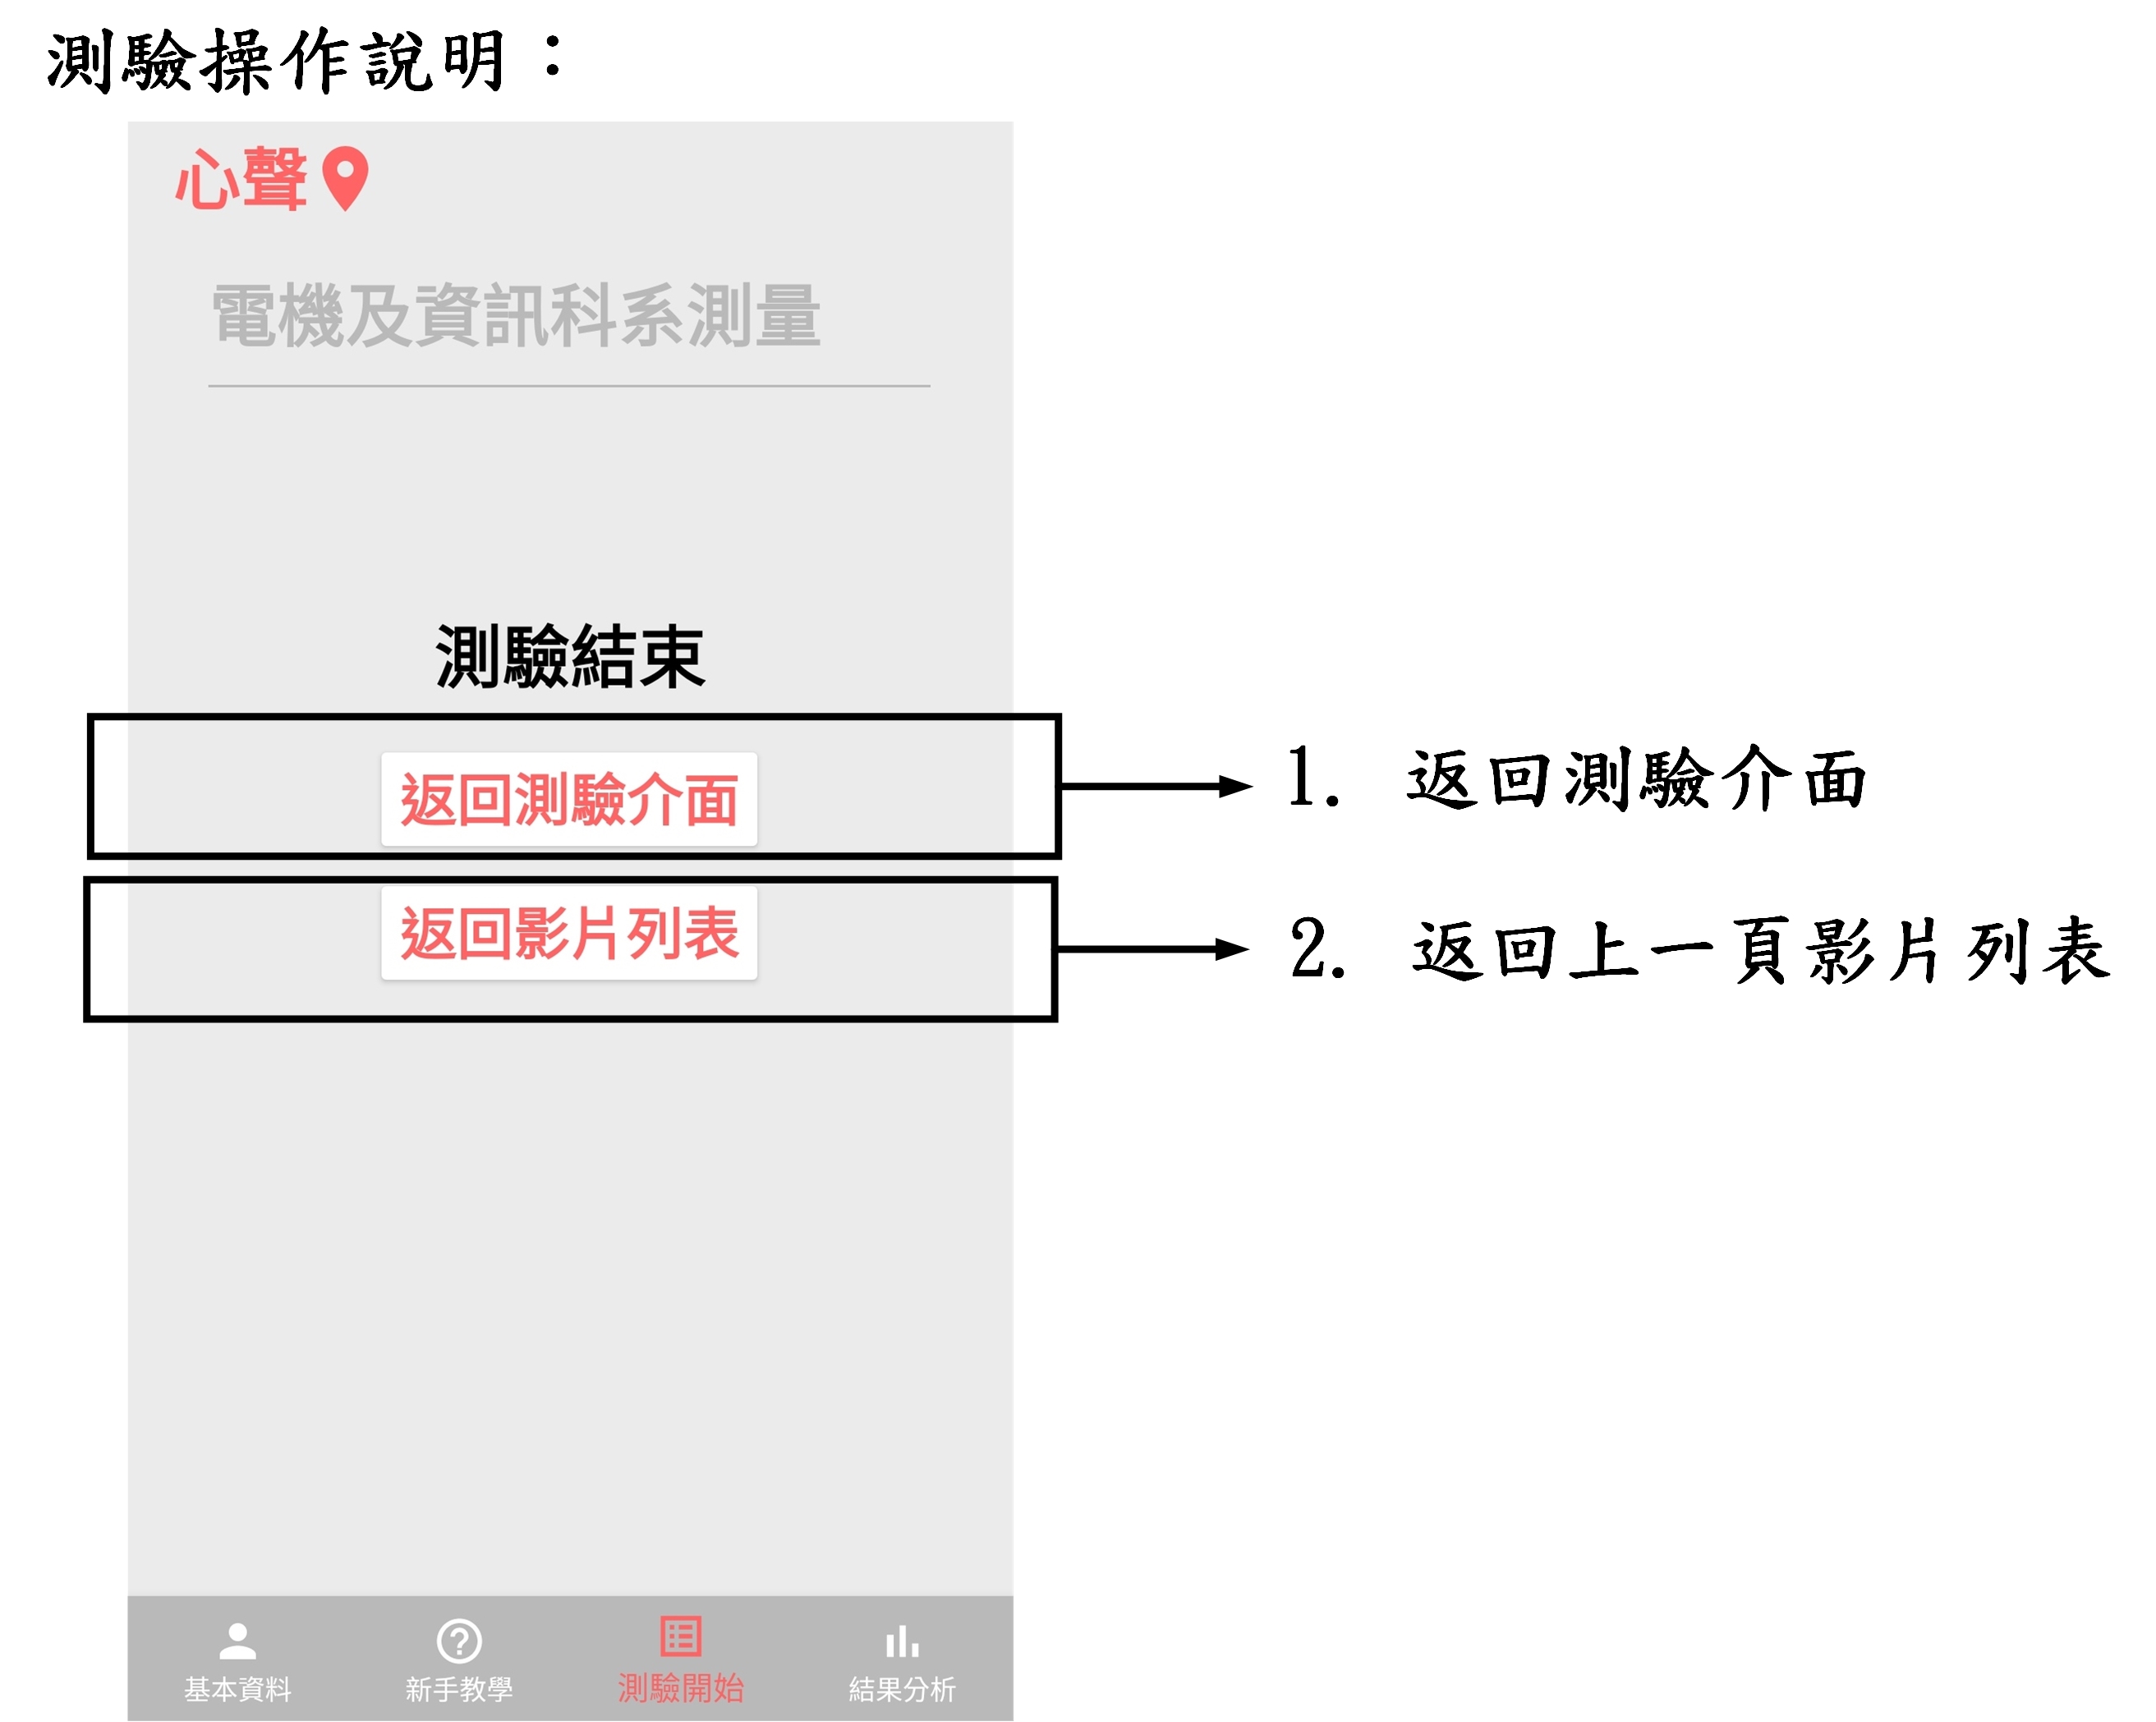 測驗操作說明：
心聲
電機及資訊科系測量
測驗結束
返回測驗介面
1. 返回測驗介面
返回影片列表
2. 返回上一頁影片列表
基本資料
新手教學
測驗開始
結果分析